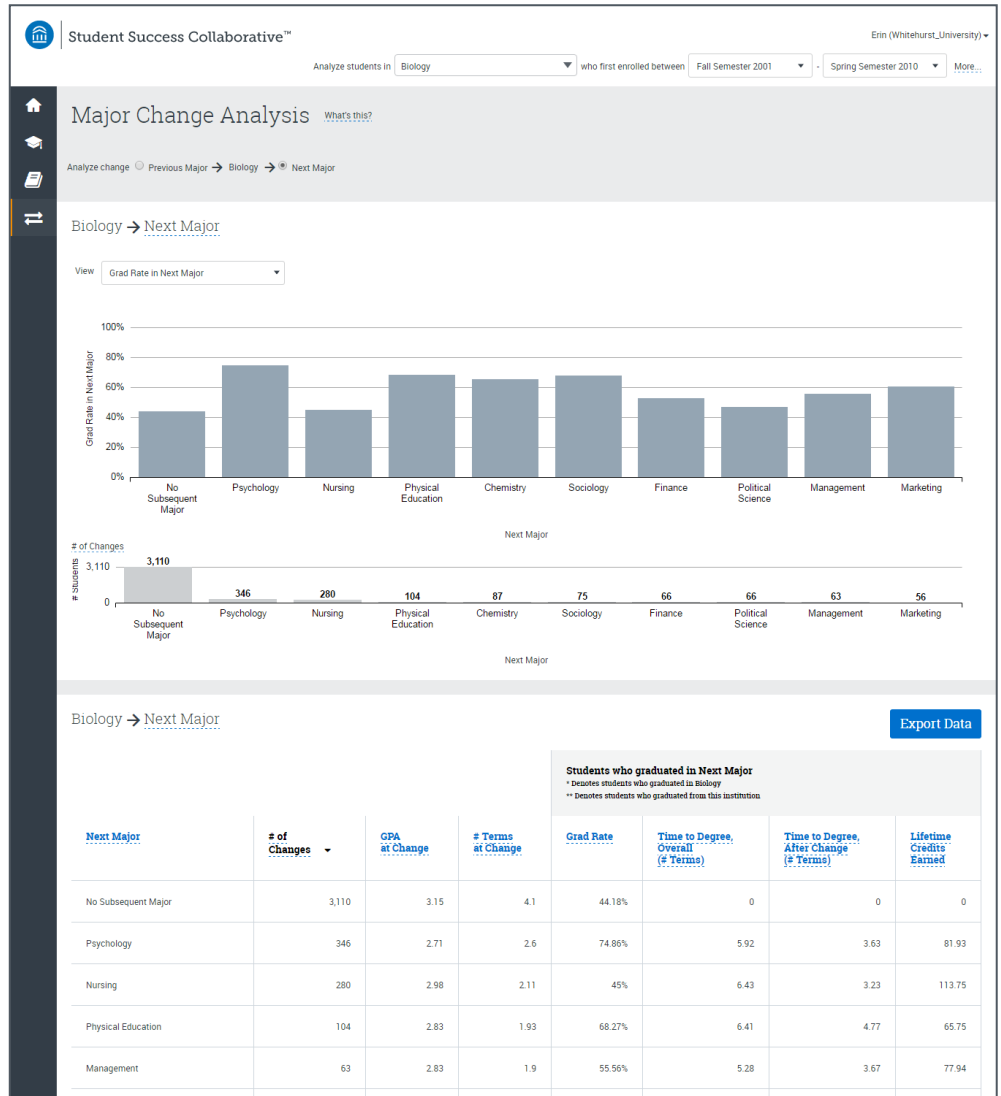 Student Success Collaborative™
Erin (Whitehurst_University)
Analyze students in Biology who first enrolled between Fall Semester 2001 - Spring Semester 2010 More...
Major Change Analysis What's this?
Analyze change Previous Major → Biology → Next Major
Biology → Next Major
View Grad Rate in Next Major
Grad Rate in Next Major
100%
80%
60%
40%
20%
0%
No Subsequent Major
Psychology
Nursing
Physical Education
Chemistry
Sociology
Finance
Political Science
Management
Marketing
Next Major
# of Changes
# Students
3,110
0
3,110 346 280 104 87 75 66 66 63 56
No Subsequent Major
Psychology
Nursing
Physical Education
Chemistry
Sociology
Finance
Political Science
Management
Marketing
Next Major
Biology → Next Major
Export Data
Students who graduated in Next Major
* Denotes students who graduated in Biology
** Denotes students who graduated from this institution
Next Major
# of Changes
GPA at Change
# Terms at Change
Grad Rate
Time to Degree, Overall (# Terms)
Time to Degree, After Change (# Terms)
Lifetime Credits Earned
No Subsequent Major 3,110 3.15 4.1 44.18% 0 0 0
Psychology 346 2.71 2.6 74.86% 5.92 3.63 81.93
Nursing 280 2.98 2.11 45% 6.43 3.23 113.75
Physical Education 104 2.83 1.93 68.27% 6.41 4.77 65.75
Management 63 2.83 1.9 55.56% 5.28 3.67 77.94